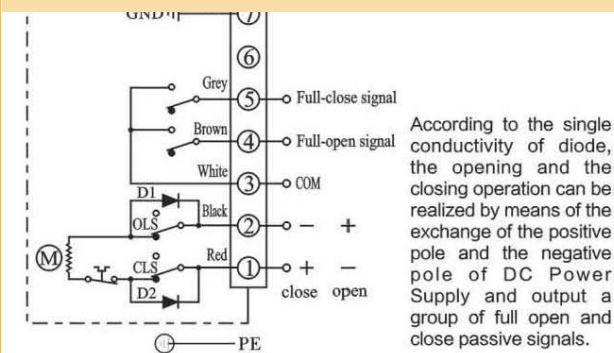 GND
7
6
Grey
5 Full-close signal
Brown
4 Full-open signal
White
3 COM
D1
OLS
Black
2 − +
M
Red
CLS
1 + −
D2
close open
PE
According to the single
conductivity of diode,
the opening and the
closing operation can be
realized by means of the
exchange of the positive
pole and the negative
pole of DC Power
Supply and output a
group of full open and
close passive signals.